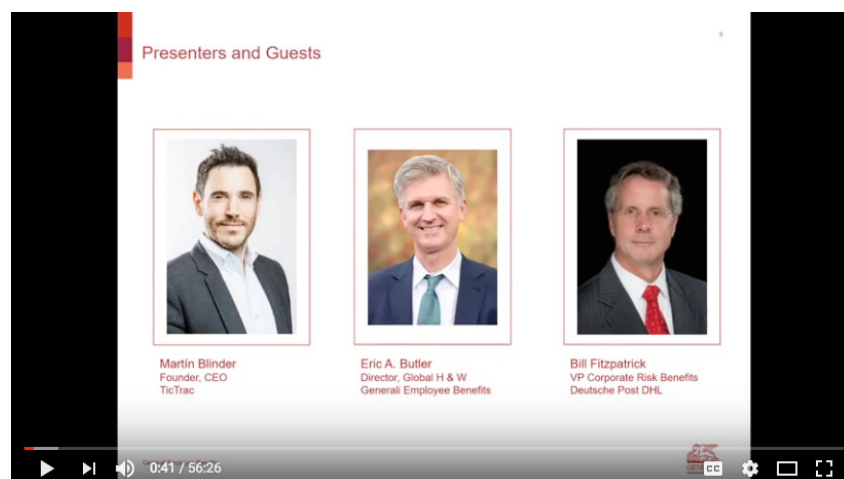 3
Presenters and Guests
Martín Blinder
Founder, CEO
TicTrac
Eric A. Butler
Director, Global H & W
Generali Employee Benefits
Bill Fitzpatrick
VP Corporate Risk Benefits
Deutsche Post DHL
0:41 / 56:26
CC